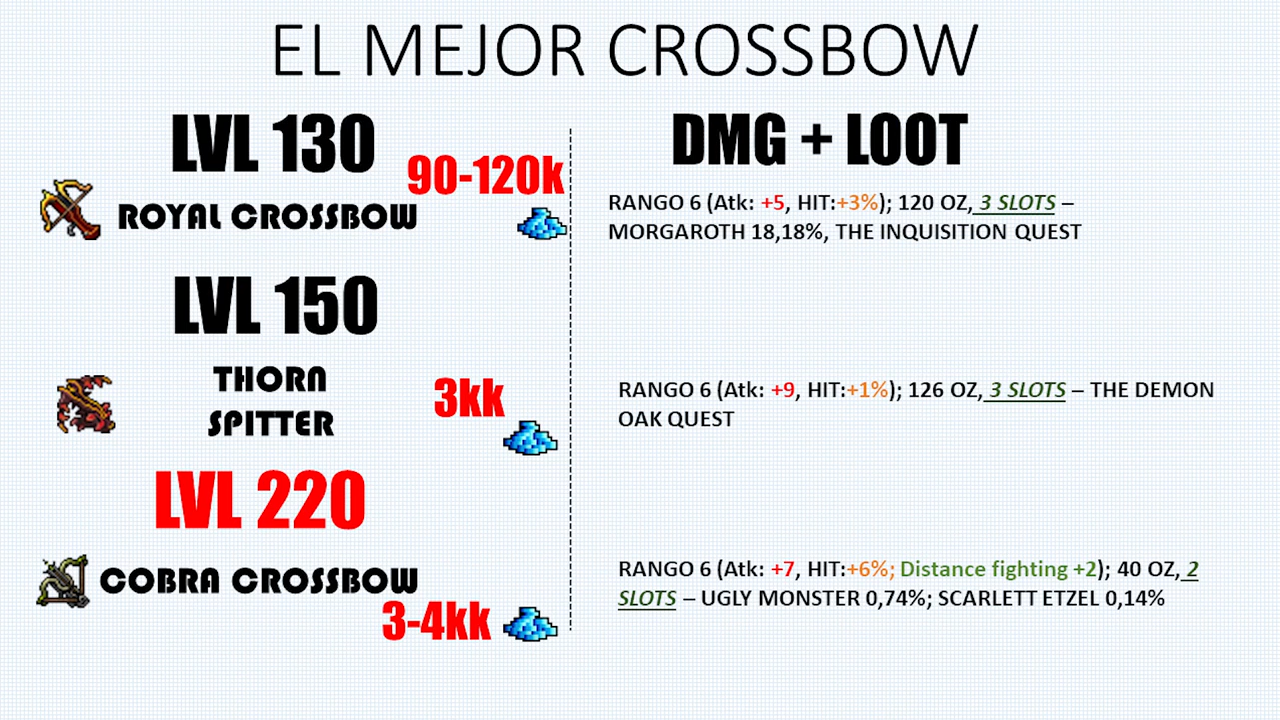 EL MEJOR CROSSBOW
LVL 130
90-120k
ROYAL CROSSBOW
DMG + LOOT
RANGO 6 (Atk: +5, HIT:+3%); 120 OZ, 3 SLOTS –
MORGAROTH 18,18%, THE INQUISITION QUEST
LVL 150
THORN
SPITTER
3kk
RANGO 6 (Atk: +9, HIT:+1%); 126 OZ, 3 SLOTS – THE DEMON
OAK QUEST
LVL 220
COBRA CROSSBOW
3-4kk
RANGO 6 (Atk: +7, HIT:+6%; Distance fighting +2); 40 OZ, 2
SLOTS – UGLY MONSTER 0,74%; SCARLETT ETZEL 0,14%